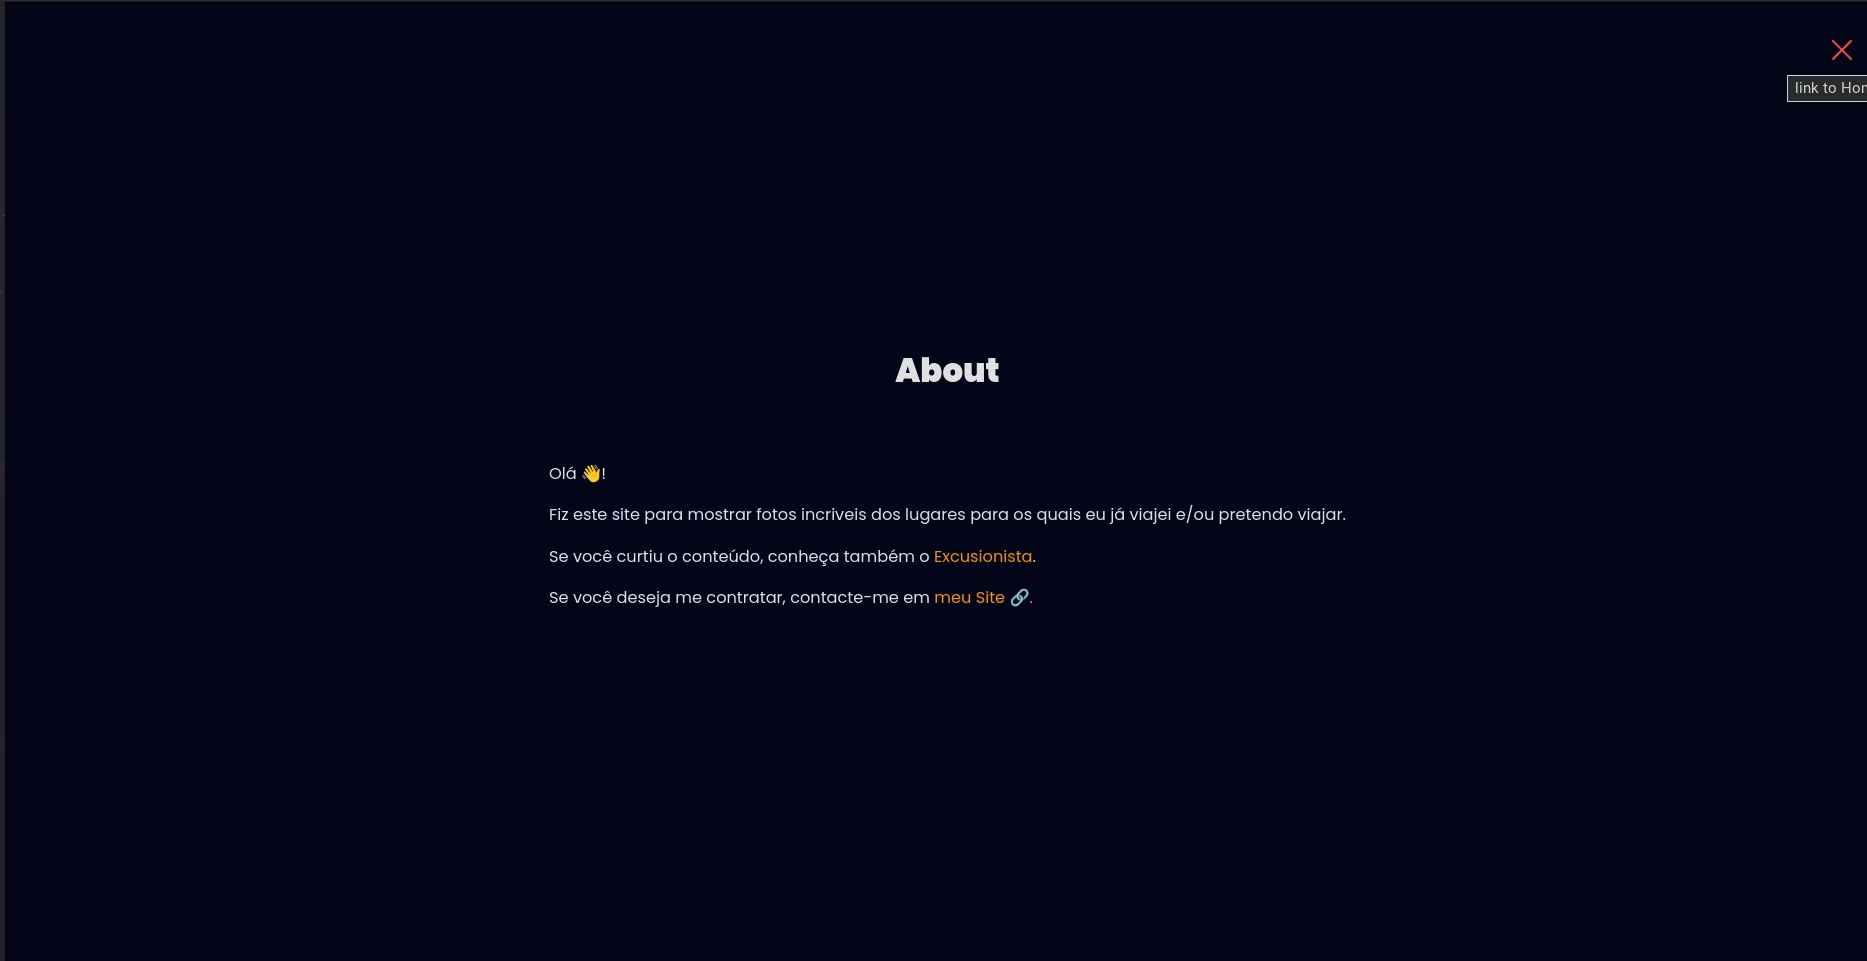 link to
About
Olá 👋!
Fiz este site para mostrar fotos incriveis dos lugares para os quais eu já viajei e/ou pretendo viajar.
Se você curtiu o conteúdo, conheça também o Excusionista.
Se você deseja me contratar, contacte-me em meu Site 🔗.